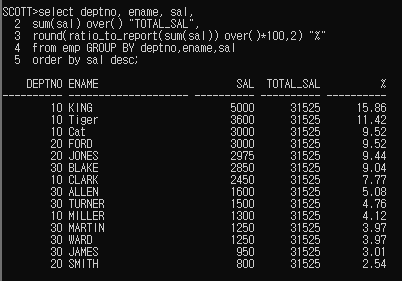 SCOTT>select deptno, ename, sal,
2 sum(sal) over() "TOTAL_SAL",
3 round(ratio_to_report(sum(sal)) over()*100,2) "%"
4 from emp GROUP BY deptno,ename,sal
5 order by sal desc;
DEPTNO ENAME SAL TOTAL_SAL %
---------- ------------------------------ ---------- ---------- ----------
10 KING 5000 31525 15.86
10 Tiger 3600 31525 11.42
10 Cat 3000 31525 9.52
20 FORD 3000 31525 9.52
20 JONES 2975 31525 9.44
30 BLAKE 2850 31525 9.04
10 CLARK 2450 31525 7.77
30 ALLEN 1600 31525 5.08
30 TURNER 1500 31525 4.76
10 MILLER 1300 31525 4.12
30 MARTIN 1250 31525 3.97
30 WARD 1250 31525 3.97
30 JAMES 950 31525 3.01
20 SMITH 800 31525 2.54